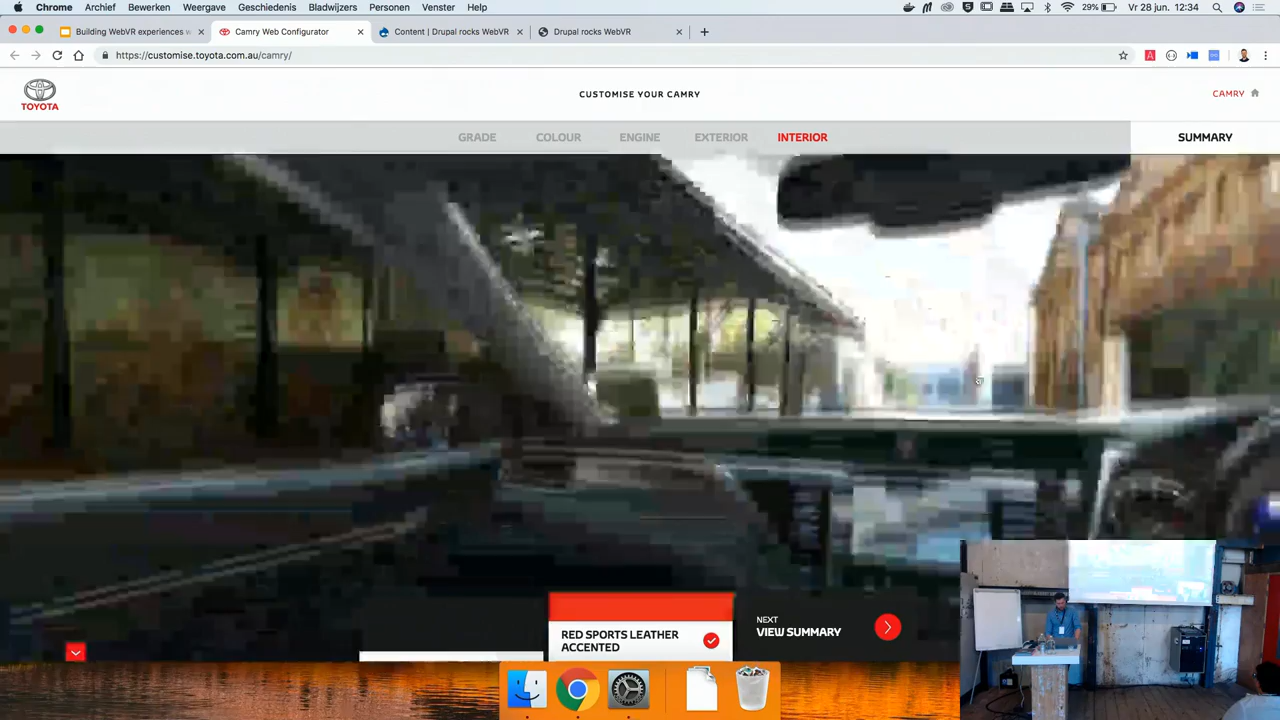 Chrome Archief Bewerken Weergave Geschiedenis Bladwijzers Personen Venster Help 29% Vr 28 jun. 12:34
Building WebVR experiences w Camry Web Configurator Content | Drupal rocks WebVR Drupal rocks WebVR
https://customise.toyota.com.au/camry/
TOYOTA
CUSTOMISE YOUR CAMRY
CAMRY
GRADE COLOUR ENGINE EXTERIOR INTERIOR SUMMARY
RED SPORTS LEATHER
ACCENTED
NEXT
VIEW SUMMARY